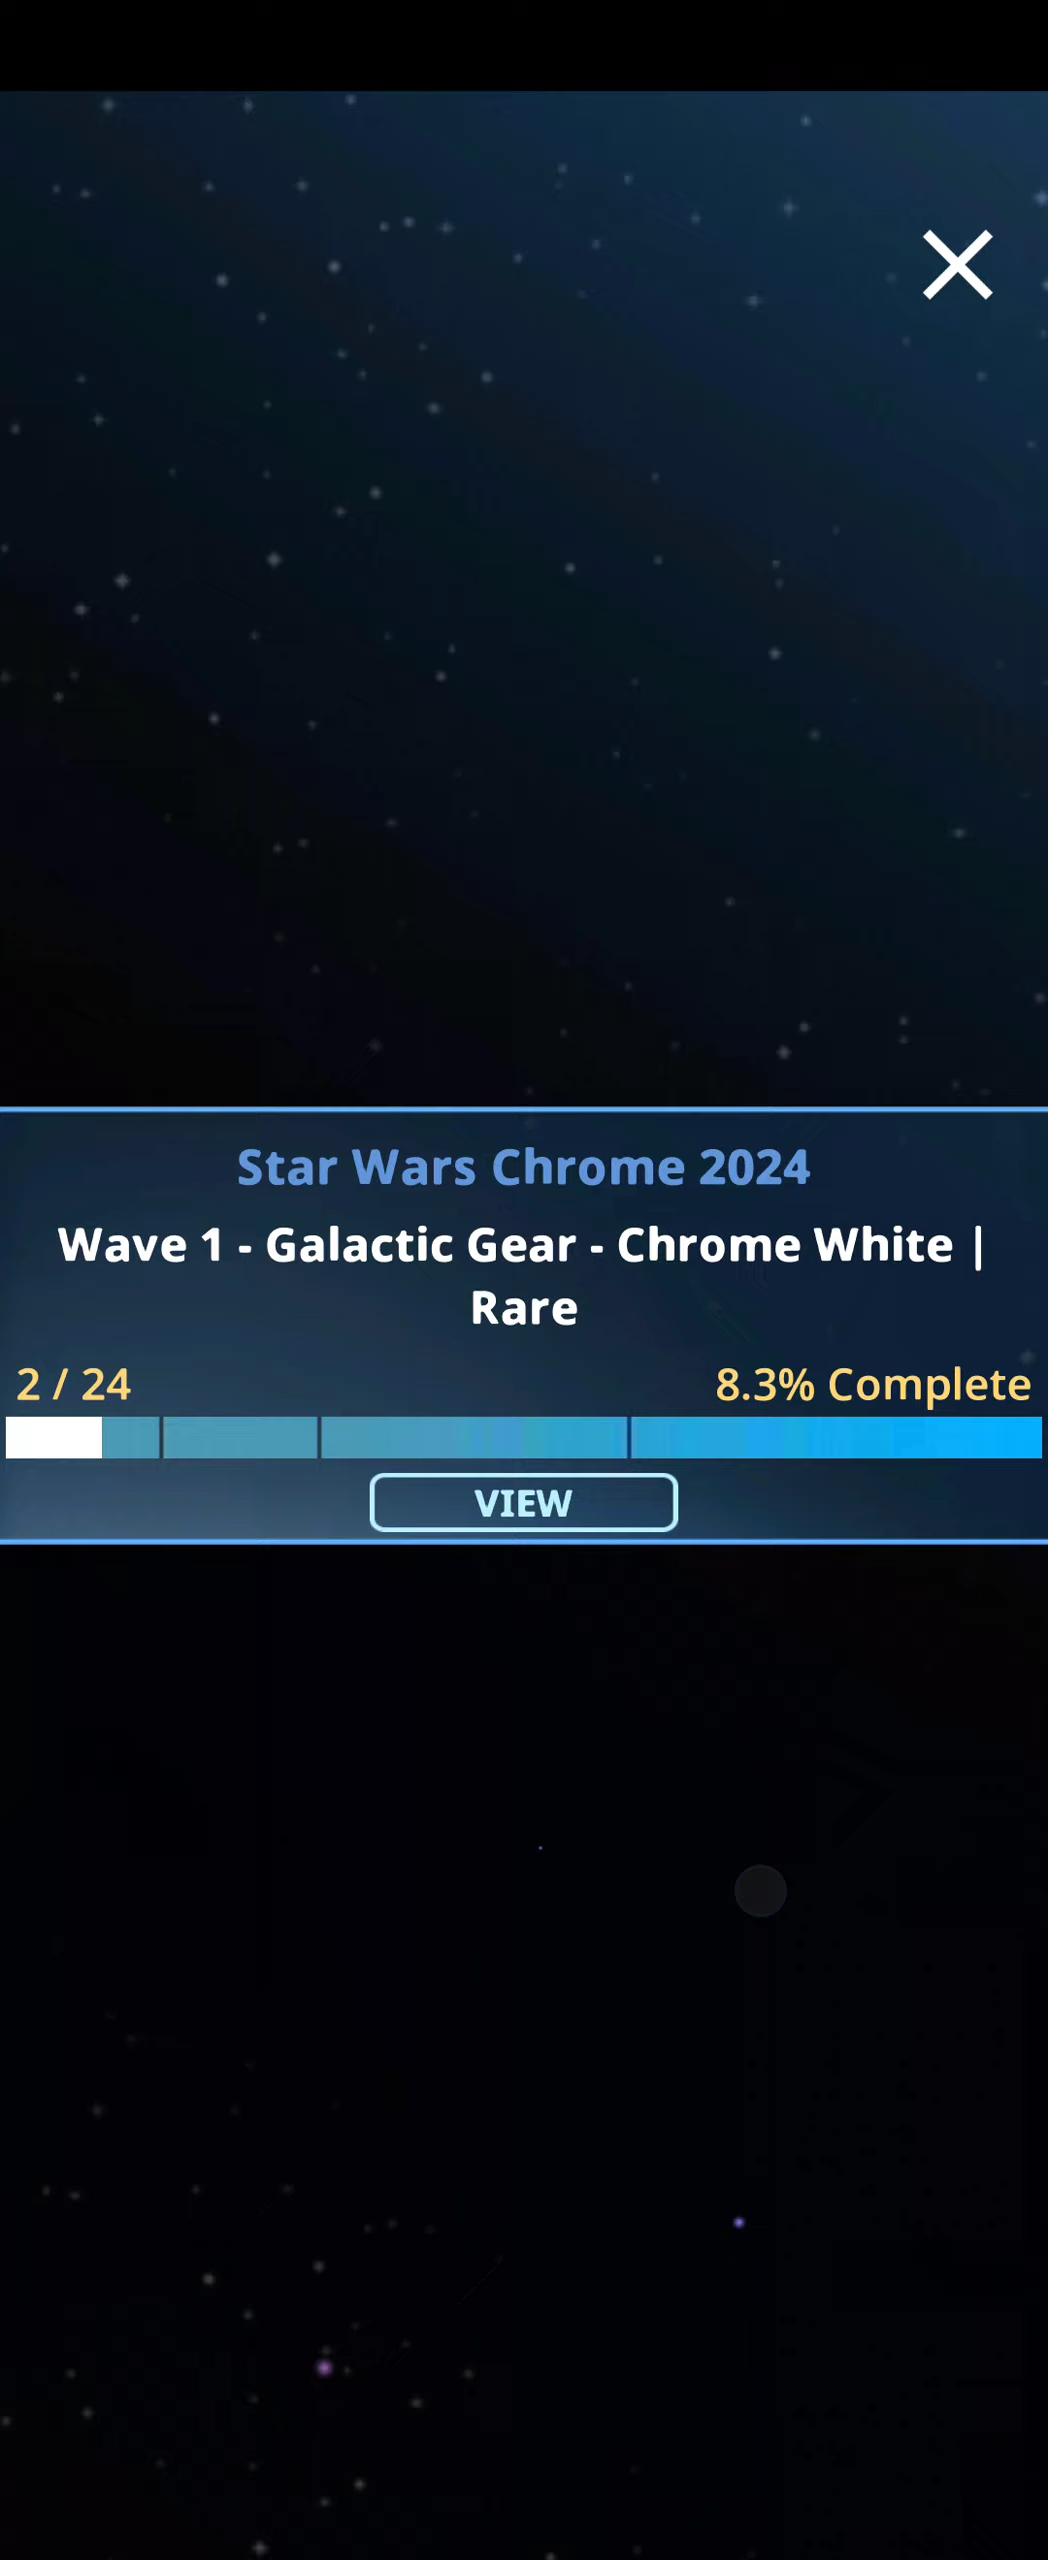 Star Wars Chrome 2024
Wave 1 - Galactic Gear - Chrome White |
Rare
2 / 24
8.3% Complete
VIEW